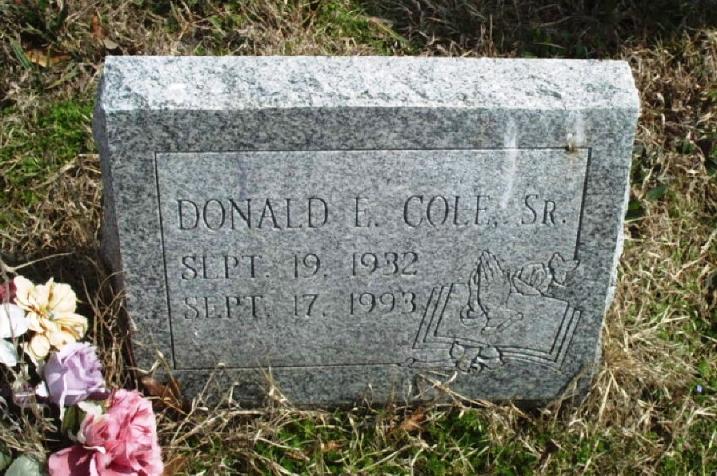 DONALD E. COLE, SR.
SEPT. 19, 1932
SEPT. 17, 1993